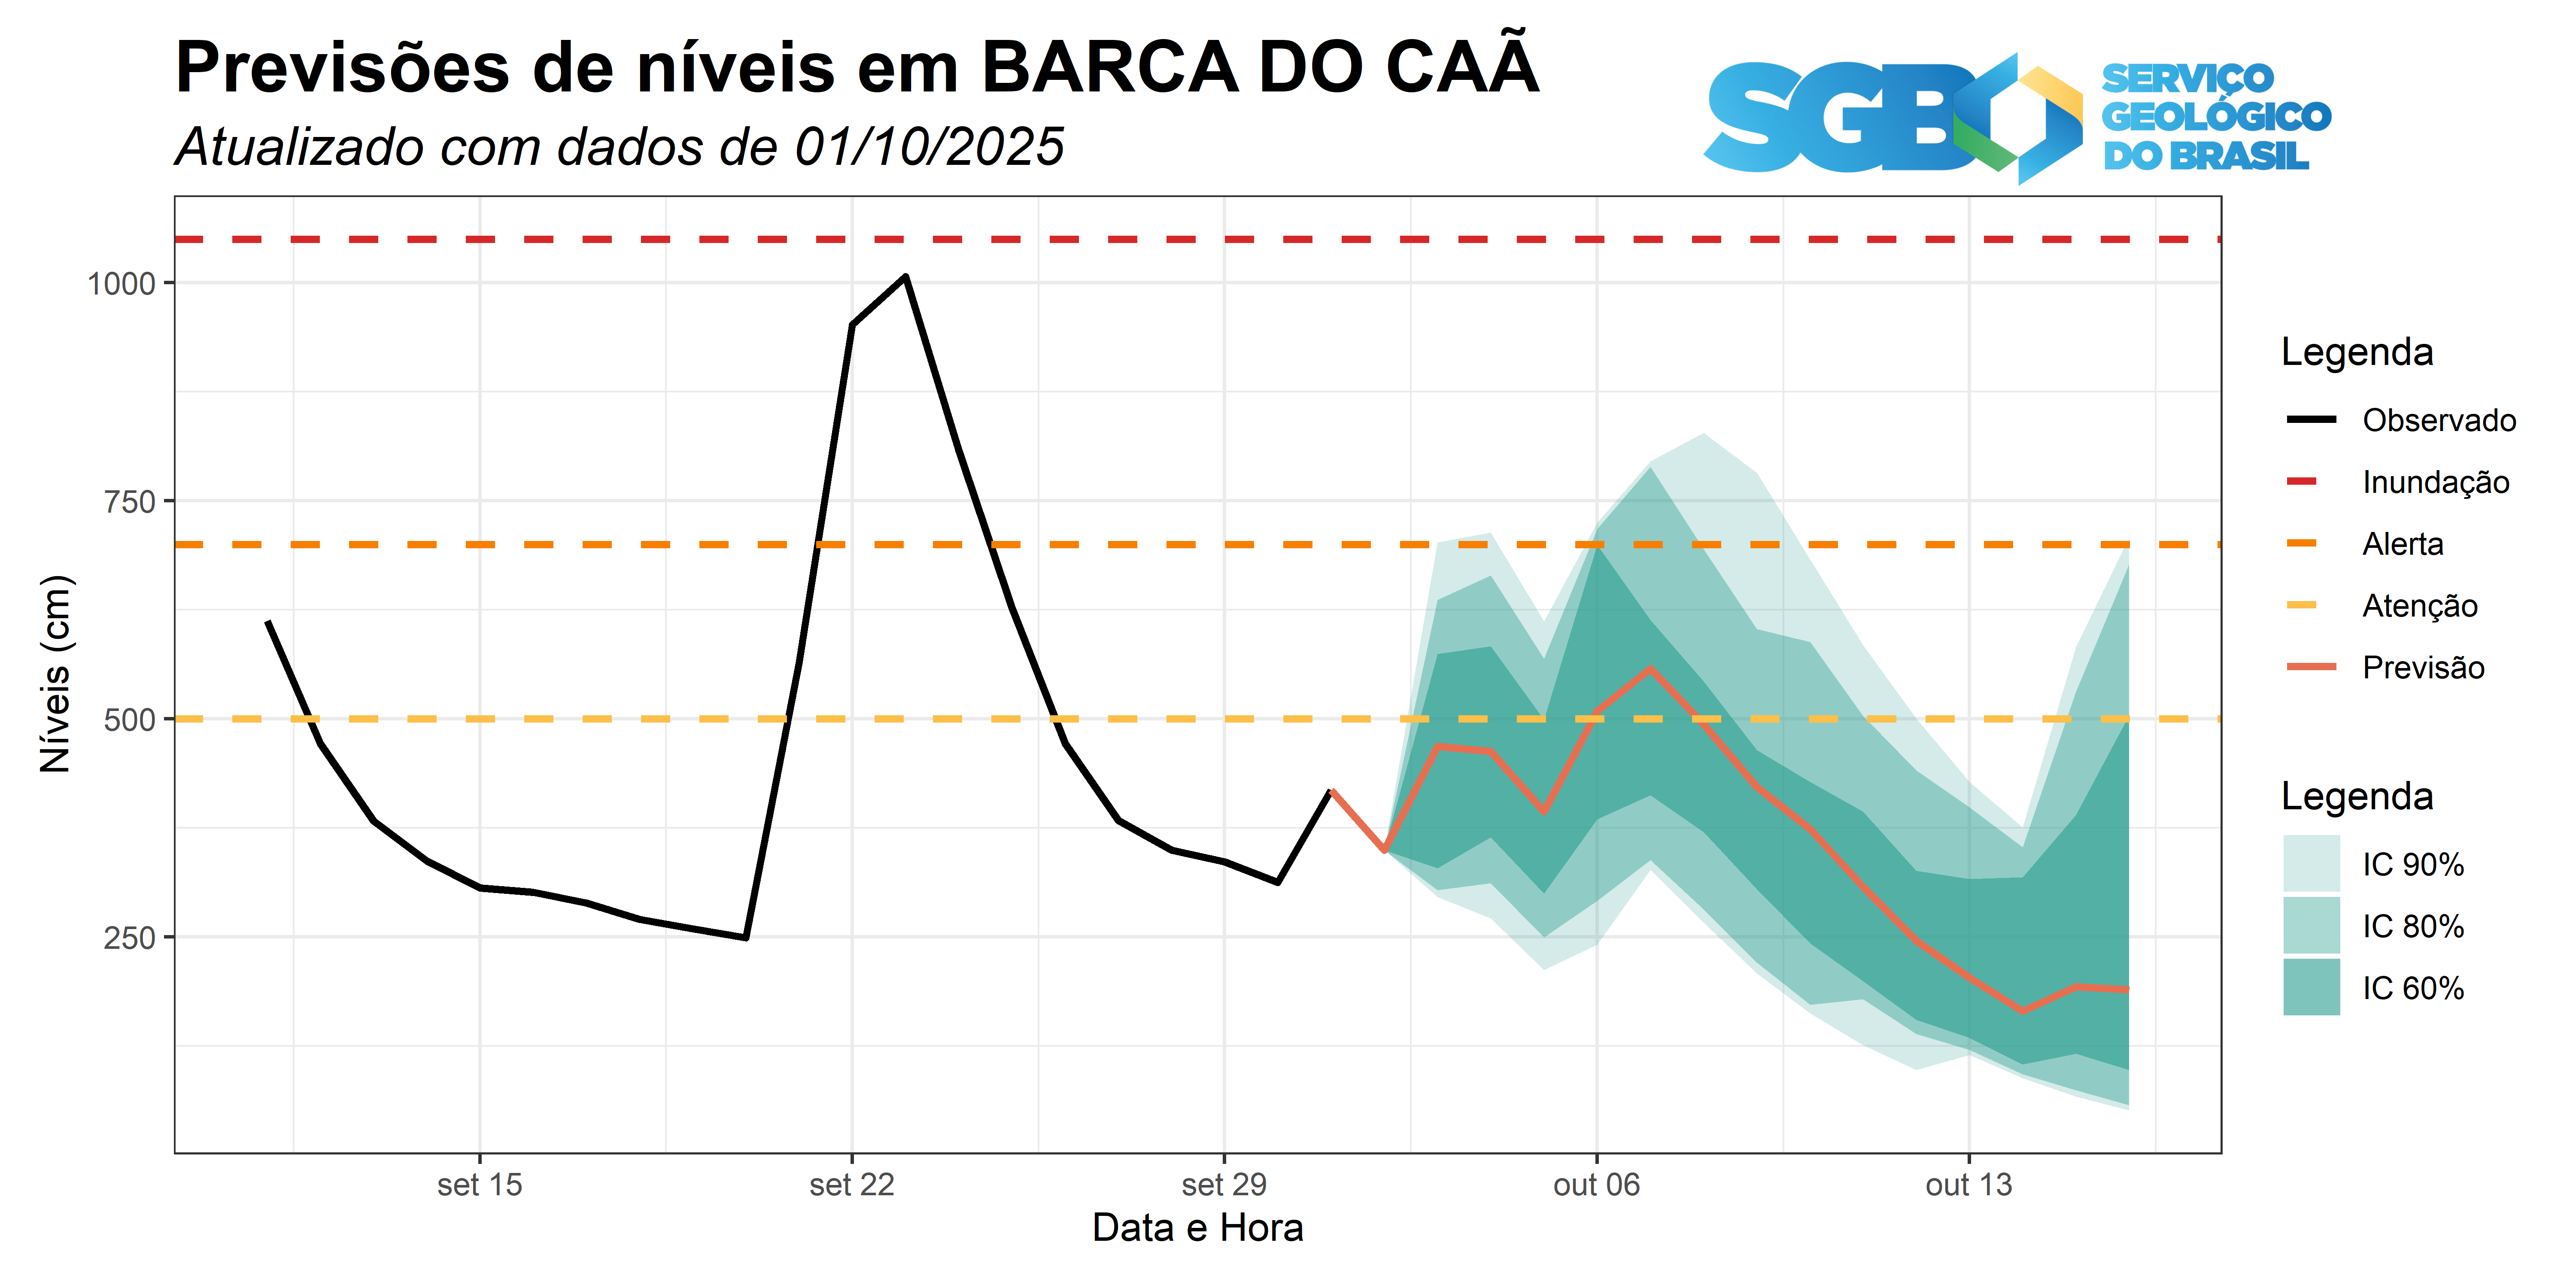 Previsões de níveis em BARCA DO CAÃ
Atualizado com dados de 01/10/2025
SGB
SERVIÇO
GEOLÓGICO
DO BRASIL
Níveis (cm)
1000
750
500
250
set 15
set 22
set 29
out 06
out 13
Data e Hora
Legenda
Observado
Inundação
Alerta
Atenção
Previsão
Legenda
IC 90%
IC 80%
IC 60%